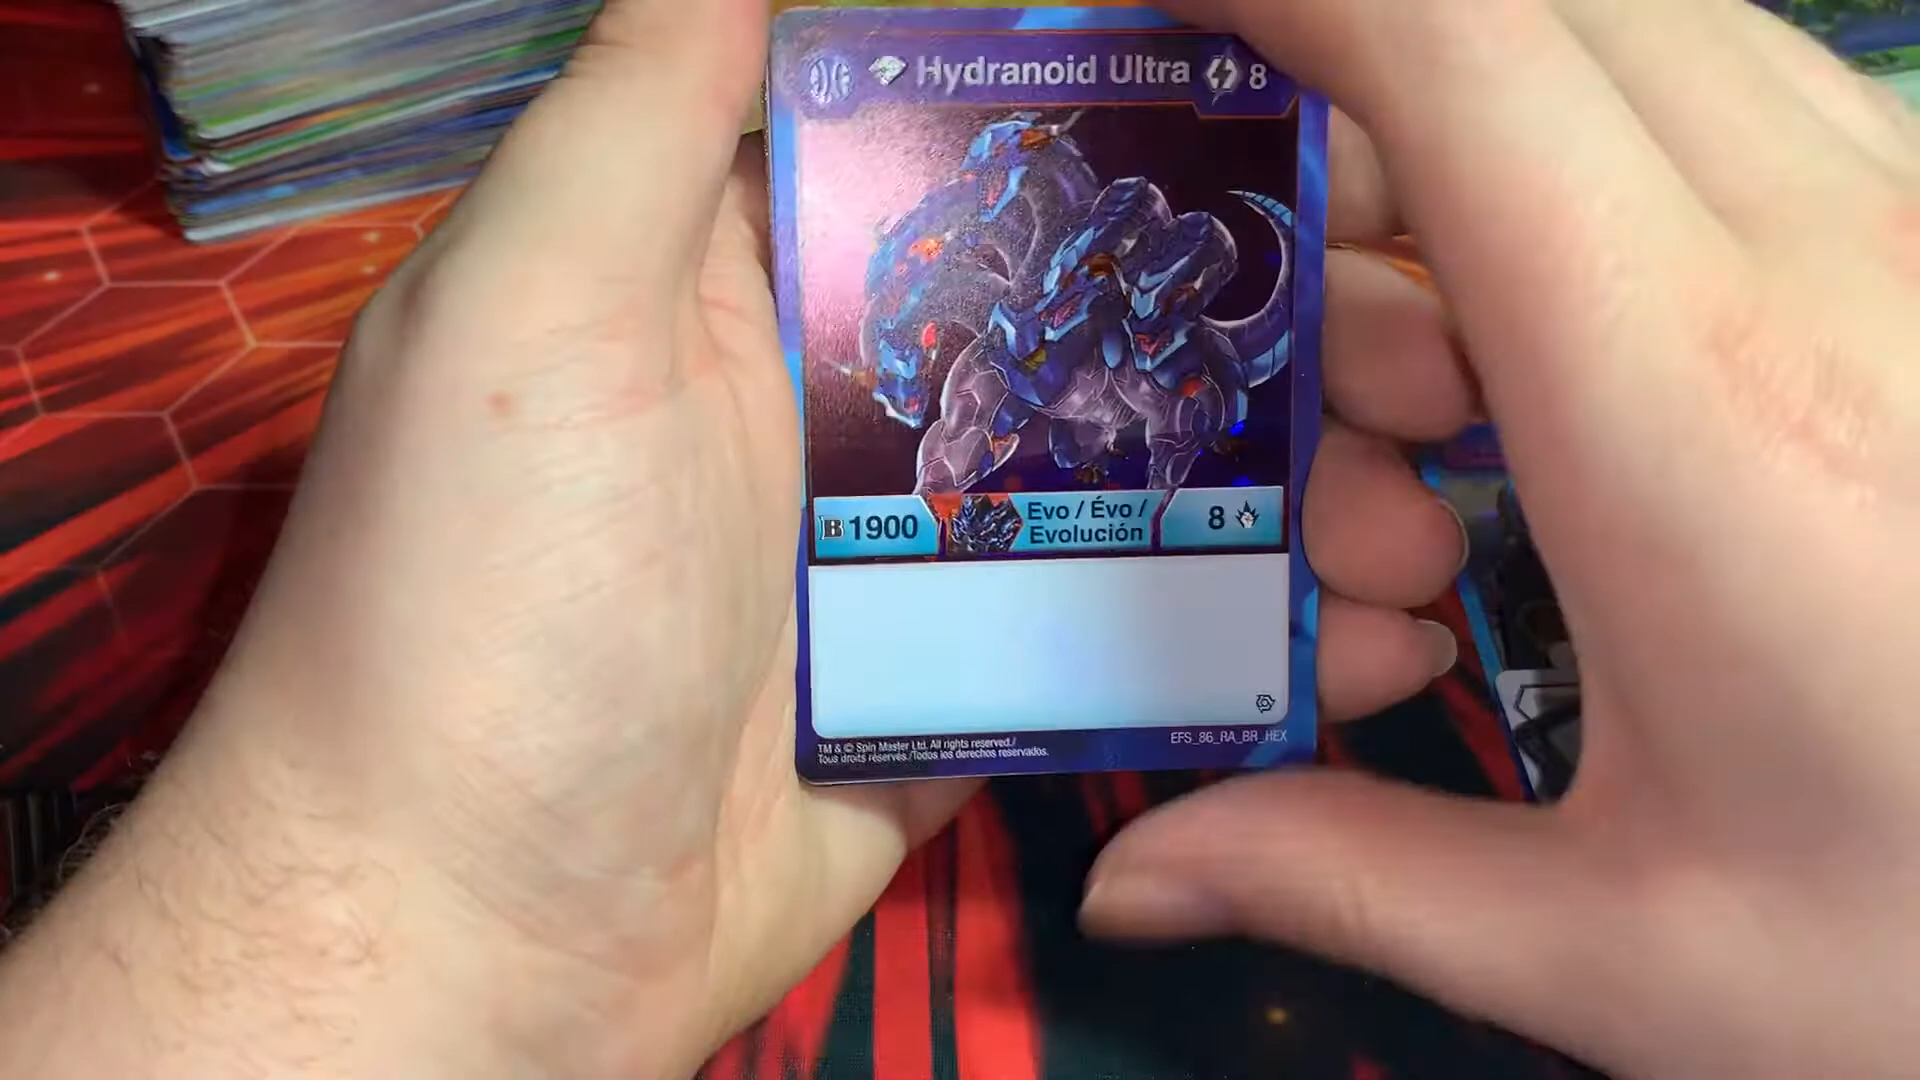 Hydranoid Ultra 8
B 1900
Evo / Évo /
Evolución
8
TM & © Spin Master Ltd. All rights reserved./
Tous droits réservés./Todos los derechos reservados.
EFS_86_RA_BR_HEX